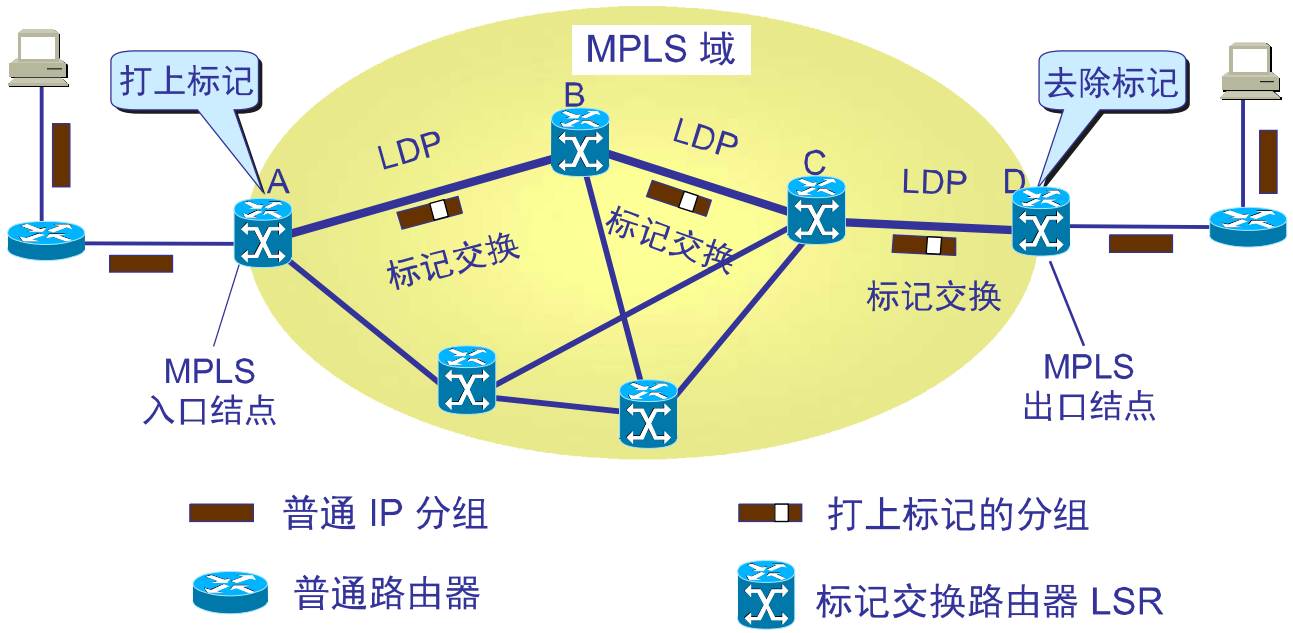 MPLS 域
打上标记
去除标记
B
LDP
LDP
C
A
LDP
D
标记交换
标记交换
标记交换
MPLS
入口结点
MPLS
出口结点
普通 IP 分组
打上标记的分组
普通路由器
标记交换路由器 LSR